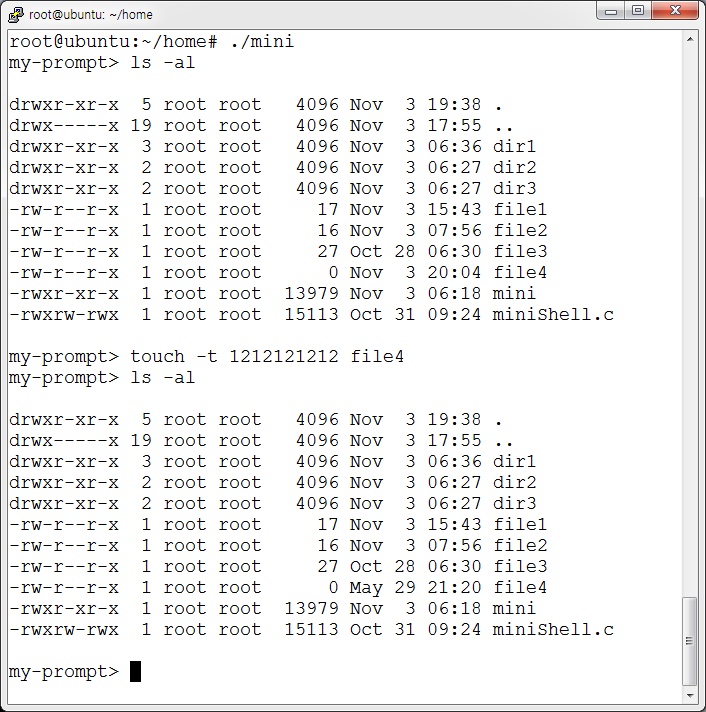 root@ubuntu: ~/home
root@ubuntu:~/home# ./mini
my-prompt> ls -al
drwxr-xr-x  5 root root   4096 Nov  3 19:38 .
drwx-----x 19 root root   4096 Nov  3 17:55 ..
drwxr-xr-x  3 root root   4096 Nov  3 06:36 dir1
drwxr-xr-x  2 root root   4096 Nov  3 06:27 dir2
drwxr-xr-x  2 root root   4096 Nov  3 06:27 dir3
-rw-r--r-x  1 root root     17 Nov  3 15:43 file1
-rw-r--r-x  1 root root     16 Nov  3 07:56 file2
-rw-r--r-x  1 root root     27 Oct 28 06:30 file3
-rw-r--r-x  1 root root      0 Nov  3 20:04 file4
-rwxr-xr-x  1 root root  13979 Nov  3 06:18 mini
-rwxrw-rwx  1 root root  15113 Oct 31 09:24 miniShell.c
my-prompt> touch -t 1212121212 file4
my-prompt> ls -al
drwxr-xr-x  5 root root   4096 Nov  3 19:38 .
drwx-----x 19 root root   4096 Nov  3 17:55 ..
drwxr-xr-x  3 root root   4096 Nov  3 06:36 dir1
drwxr-xr-x  2 root root   4096 Nov  3 06:27 dir2
drwxr-xr-x  2 root root   4096 Nov  3 06:27 dir3
-rw-r--r-x  1 root root     17 Nov  3 15:43 file1
-rw-r--r-x  1 root root     16 Nov  3 07:56 file2
-rw-r--r-x  1 root root     27 Oct 28 06:30 file3
-rw-r--r-x  1 root root      0 May 29 21:20 file4
-rwxr-xr-x  1 root root  13979 Nov  3 06:18 mini
-rwxrw-rwx  1 root root  15113 Oct 31 09:24 miniShell.c
my-prompt>